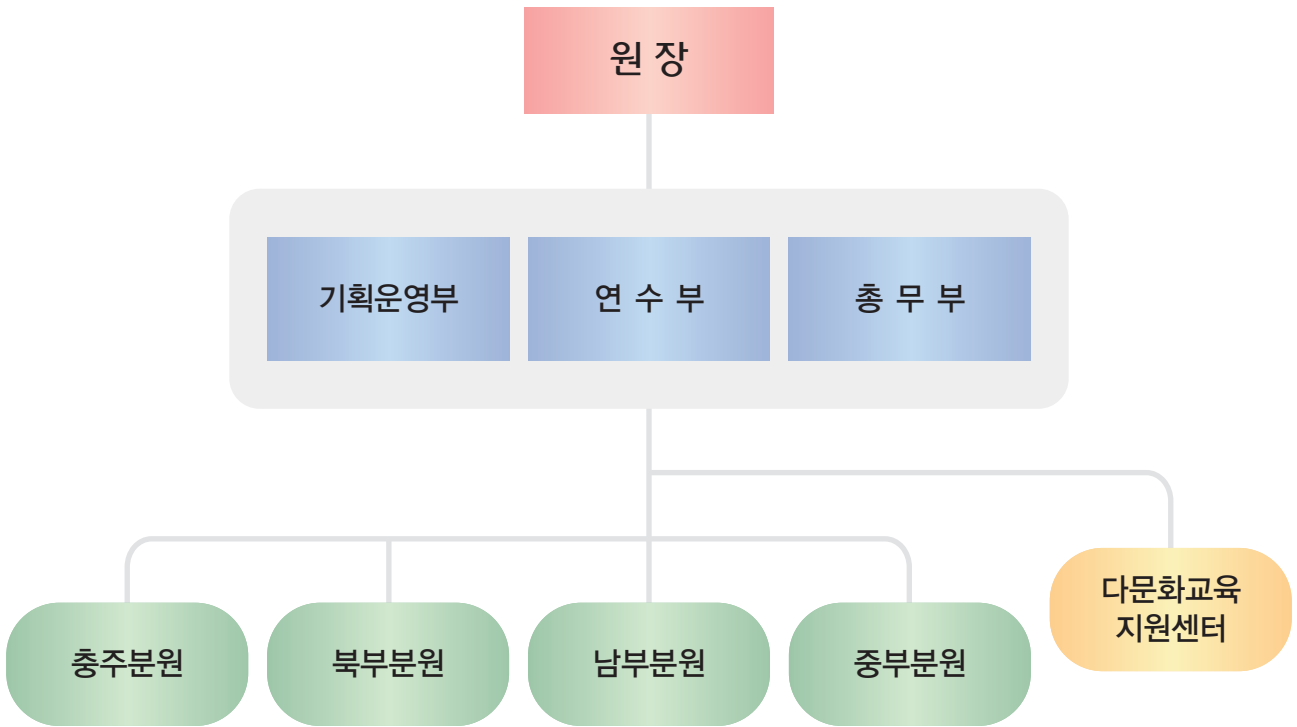 원 장
기획운영부
연 수 부
총 무 부
다문화교육
지원센터
충주분원
북부분원
남부분원
중부분원